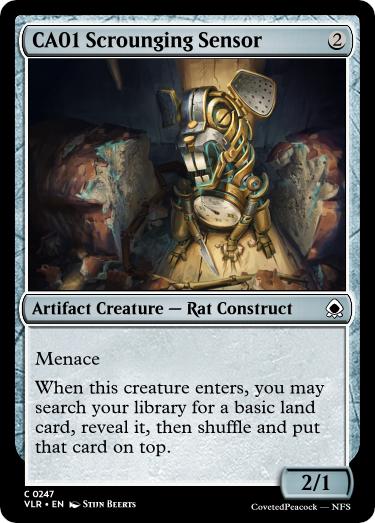 CA01 Scrounging Sensor 2
Artifact Creature — Rat Construct
Menace
When this creature enters, you may
search your library for a basic land
card, reveal it, then shuffle and put
that card on top.
2/1
C 0247
VLR • EN Stijn Beerts
CovetedPeacock — NFS